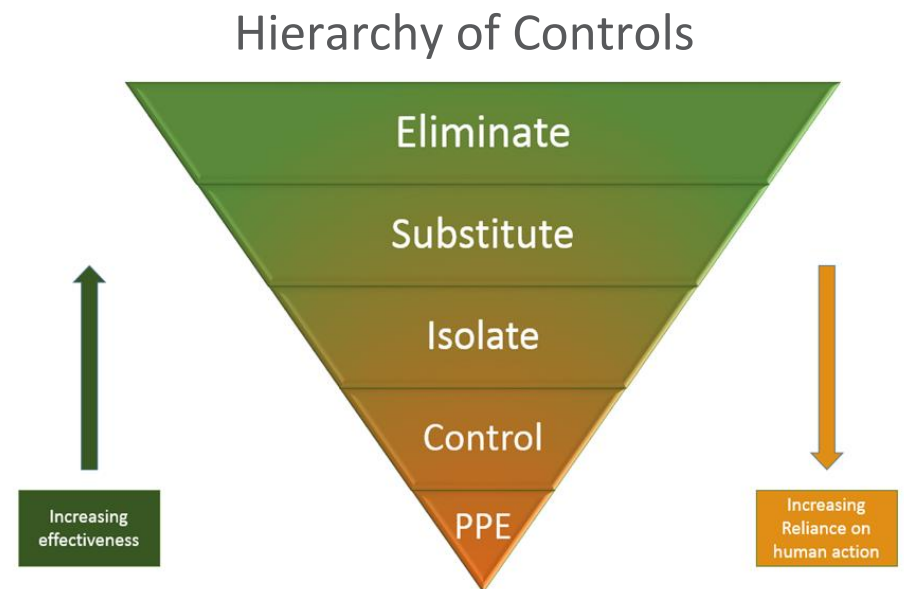 Hierarchy of Controls
Eliminate
Substitute
Isolate
Control
PPE
Increasing
effectiveness
Increasing
Reliance on
human action